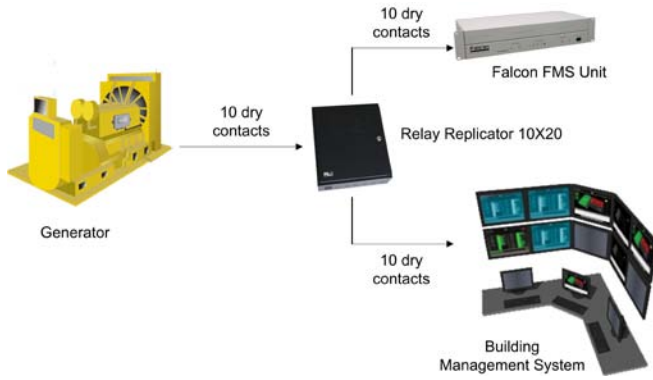 10 dry
contacts
Falcon
Falcon FMS Unit
10 dry
contacts
Relay Replicator 10X20
Generator
10 dry
contacts
Building
Management System